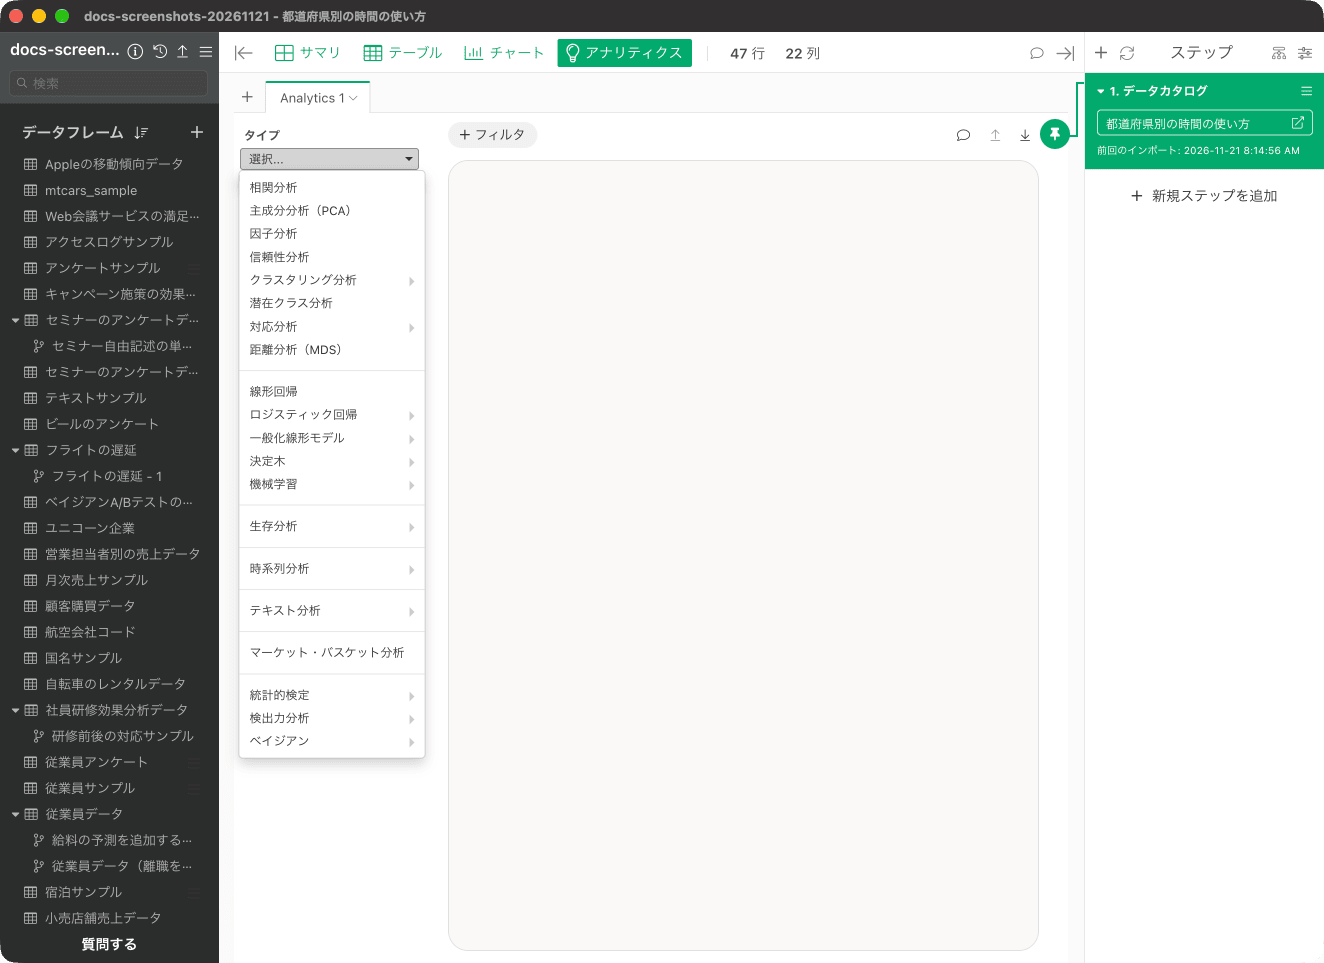 docs-screenshots-20261121 - 都道府県別の時間の使い方
docs-screen...
検索
データフレーム
Appleの移動傾向データ
mtcars_sample
Web会議サービスの満足…
アクセスログサンプル
アンケートサンプル
キャンペーン施策の効果…
セミナーのアンケートデ…
セミナー自由記述の単…
セミナーのアンケートデ…
テキストサンプル
ビールのアンケート
フライトの遅延
フライトの遅延 - 1
ベイジアンA/Bテストの…
ユニコーン企業
営業担当者別の売上データ
月次売上サンプル
顧客購買データ
航空会社コード
国名サンプル
自転車のレンタルデータ
社員研修効果分析データ
研修前後の対応サンプル
従業員アンケート
従業員サンプル
従業員データ
給料の予測を追加する…
従業員データ（離職を…
宿泊サンプル
小売店舗売上データ
質問する
サマリ
テーブル
チャート
アナリティクス
47 行
22 列
Analytics 1
タイプ
選択...
フィルタ
相関分析
主成分分析（PCA）
因子分析
信頼性分析
クラスタリング分析
潜在クラス分析
対応分析
距離分析（MDS）
線形回帰
ロジスティック回帰
一般化線形モデル
決定木
機械学習
生存分析
時系列分析
テキスト分析
マーケット・バスケット分析
統計的検定
検出力分析
ベイジアン
ステップ
1. データカタログ
都道府県別の時間の使い方
前回のインポート: 2026-11-21 8:14:56 AM
新規ステップを追加